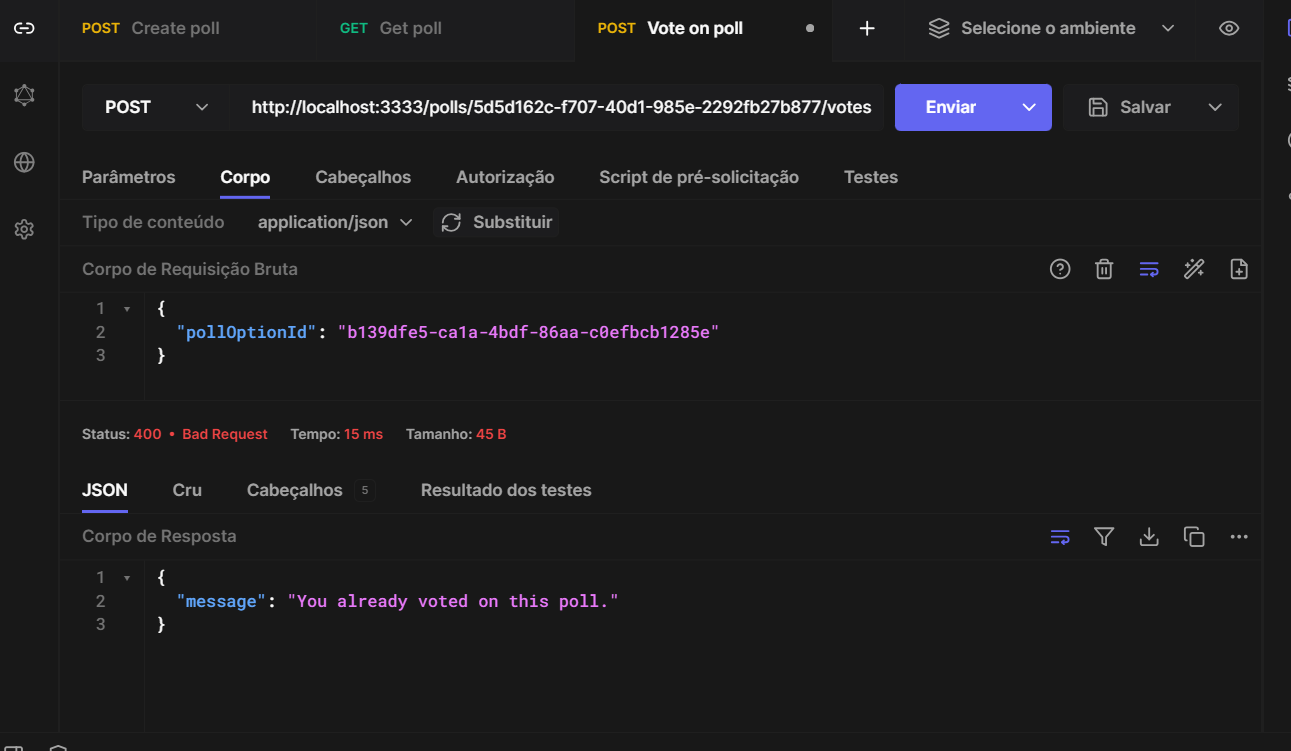 POST Create poll GET Get poll POST Vote on poll Selecione o ambiente
POST http://localhost:3333/polls/5d5d162c-f707-40d1-985e-2292fb27b877/votes Enviar Salvar
Parâmetros Corpo Cabeçalhos Autorização Script de pré-solicitação Testes
Tipo de conteúdo application/json Substituir
Corpo de Requisição Bruta
1 {
2 "pollOptionId": "b139dfe5-ca1a-4bdf-86aa-c0efbcb1285e"
3 }
Status: 400 • Bad Request Tempo: 15 ms Tamanho: 45 B
JSON Cru Cabeçalhos 5 Resultado dos testes
Corpo de Resposta
1 {
2 "message": "You already voted on this poll."
3 }